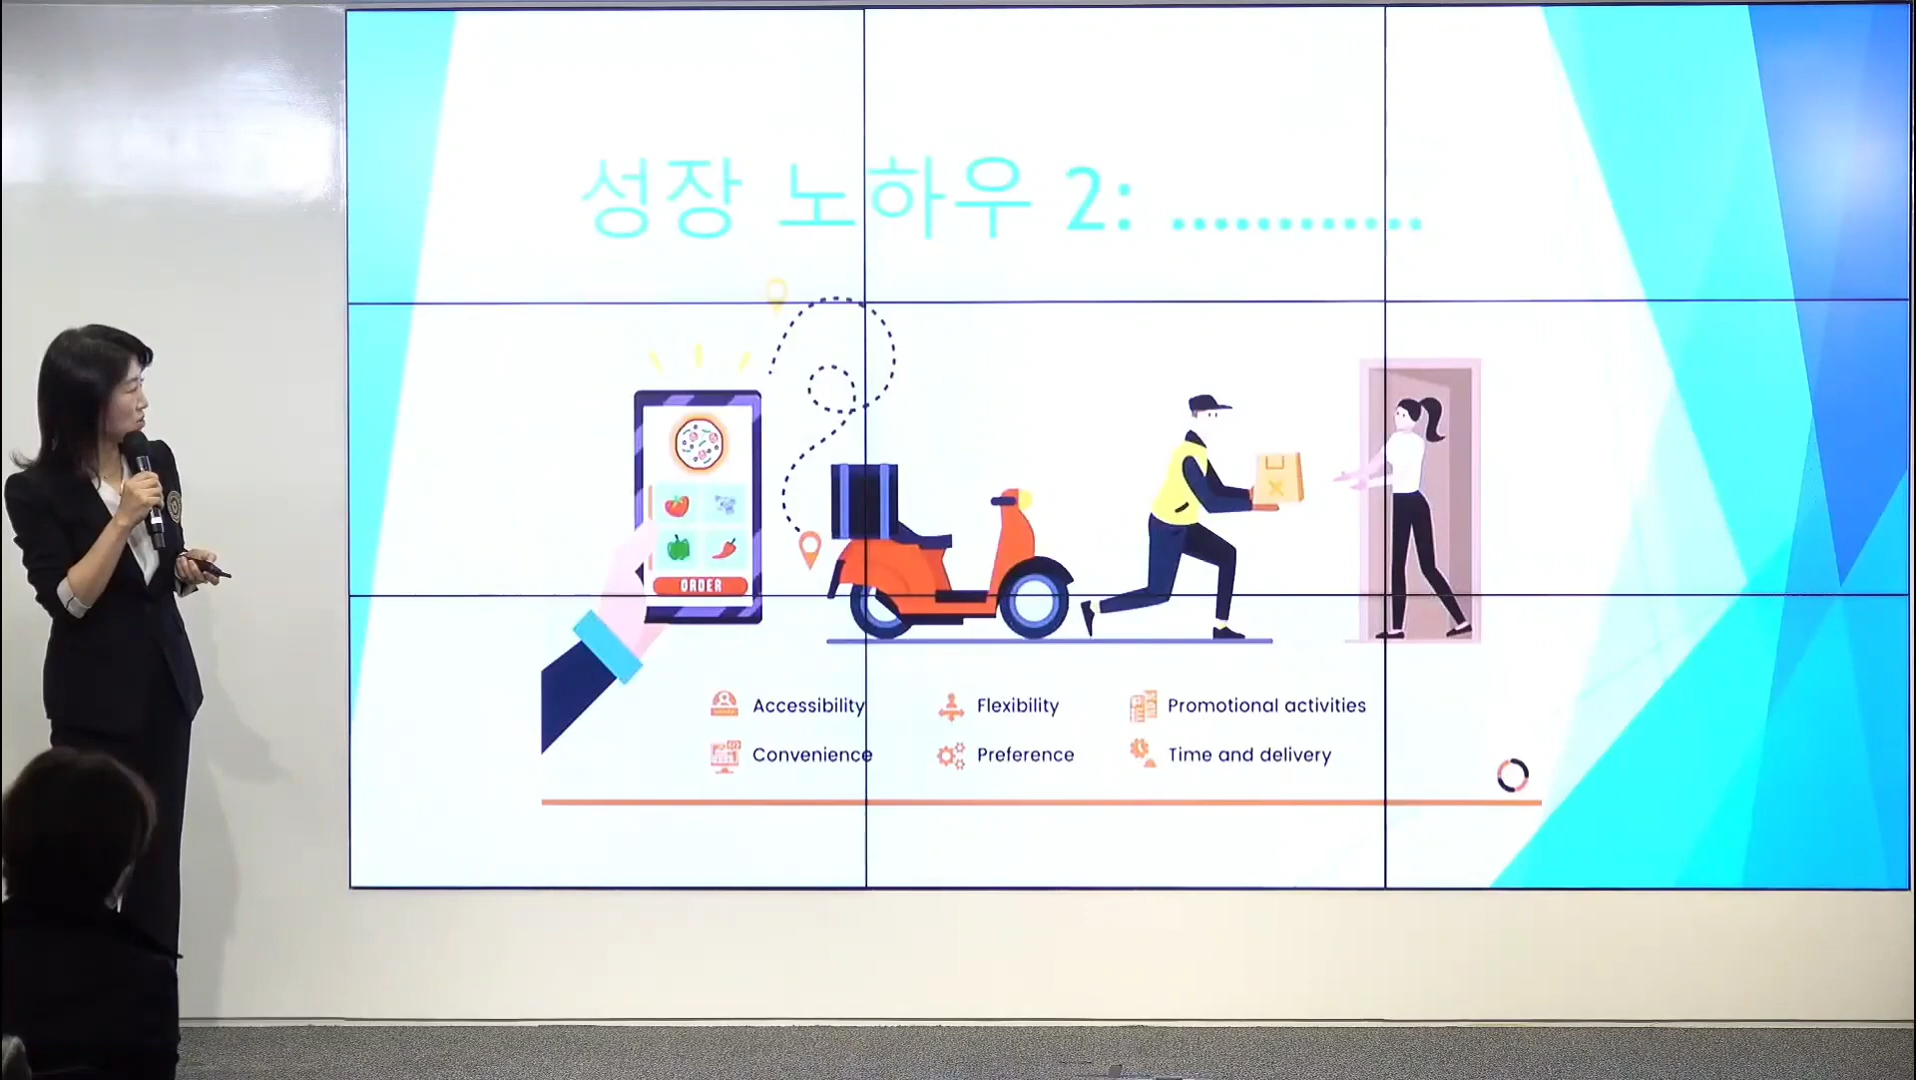 성장 노하우 2: ............
ORDER
Accessibility Flexibility Promotional activities
Convenience Preference Time and delivery